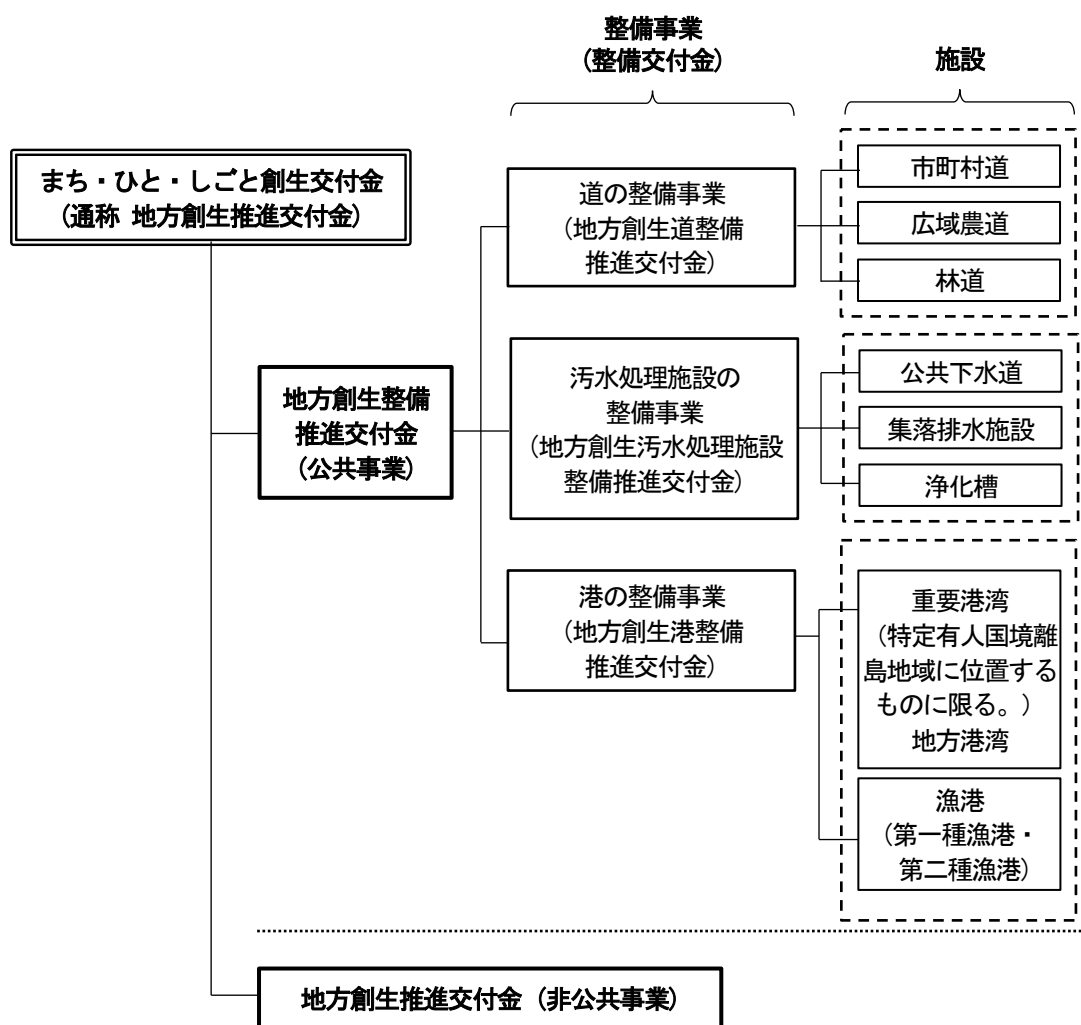 整備事業
(整備交付金)
施設
まち・ひと・しごと創生交付金
(通称 地方創生推進交付金)
道の整備事業
(地方創生道整備
推進交付金)
市町村道
広域農道
林道
地方創生整備
推進交付金
(公共事業)
汚水処理施設の
整備事業
(地方創生汚水処理施設
整備推進交付金)
公共下水道
集落排水施設
浄化槽
港の整備事業
(地方創生港整備
推進交付金)
重要港湾
(特定有人国境離
島地域に位置する
ものに限る。)
地方港湾
漁港
(第一種漁港・
第二種漁港)
地方創生推進交付金(非公共事業)